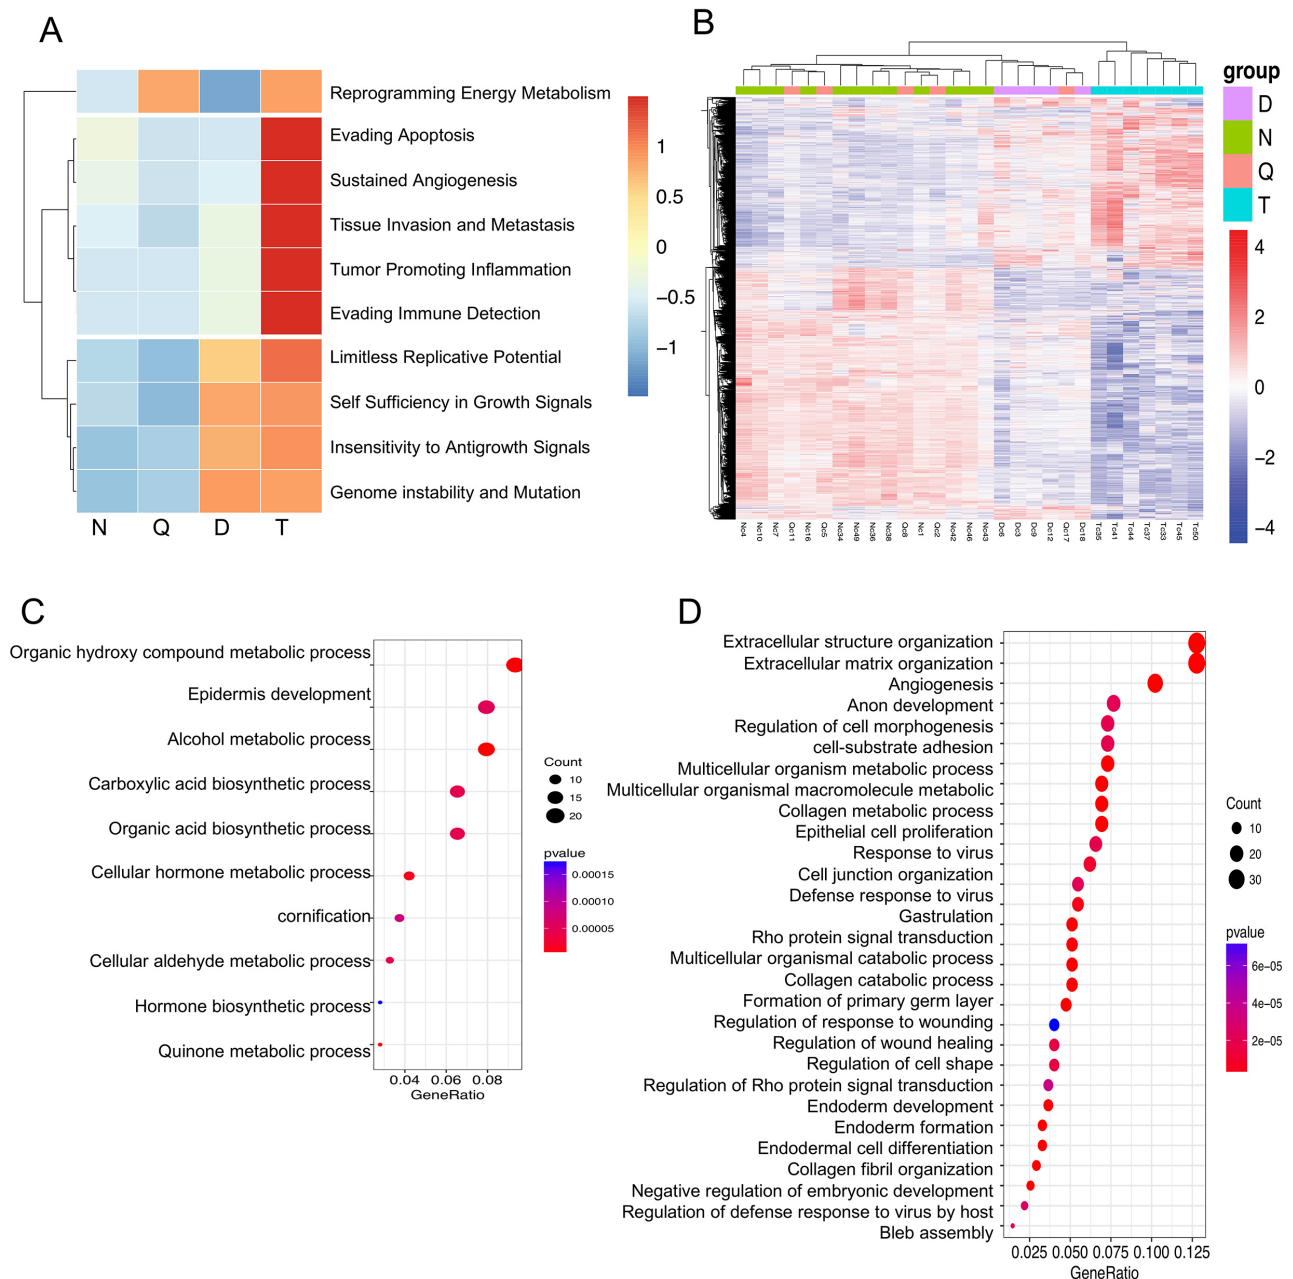 A
Reprogramming Energy Metabolism
Evading Apoptosis
Sustained Angiogenesis
Tissue Invasion and Metastasis
Tumor Promoting Inflammation
Evading Immune Detection
Limitless Replicative Potential
Self Sufficiency in Growth Signals
Insensitivity to Antigrowth Signals
Genome instability and Mutation
N Q D T
1
0.5
0
−0.5
−1
B
group
D
N
Q
T
4
2
0
−2
−4
Nc4 Nc10 Nc7 Qc11 Nc16 Qc5 Nc34 Nc49 Nc36 Nc38 Qc8 Nc1 Qc2 Nc42 Nc46 Nc43 Dc6 Dc3 Dc9 Dc12 Qc17 Dc18 Tc35 Tc41 Tc44 Tc37 Tc33 Tc45 Tc50
C
Organic hydroxy compound metabolic process
Epidermis development
Alcohol metabolic process
Carboxylic acid biosynthetic process
Organic acid biosynthetic process
Cellular hormone metabolic process
cornification
Cellular aldehyde metabolic process
Hormone biosynthetic process
Quinone metabolic process
0.04 0.06 0.08
GeneRatio
Count
10
15
20
pvalue
0.00015
0.00010
0.00005
D
Extracellular structure organization
Extracellular matrix organization
Angiogenesis
Anon development
Regulation of cell morphogenesis
cell-substrate adhesion
Multicellular organism metabolic process
Multicellular organismal macromolecule metabolic
Collagen metabolic process
Epithelial cell proliferation
Response to virus
Cell junction organization
Defense response to virus
Gastrulation
Rho protein signal transduction
Multicellular organismal catabolic process
Collagen catabolic process
Formation of primary germ layer
Regulation of response to wounding
Regulation of wound healing
Regulation of cell shape
Regulation of Rho protein signal transduction
Endoderm development
Endoderm formation
Endodermal cell differentiation
Collagen fibril organization
Negative regulation of embryonic development
Regulation of defense response to virus by host
Bleb assembly
0.025 0.050 0.075 0.100 0.125
GeneRatio
Count
10
20
30
pvalue
6e-05
4e-05
2e-05